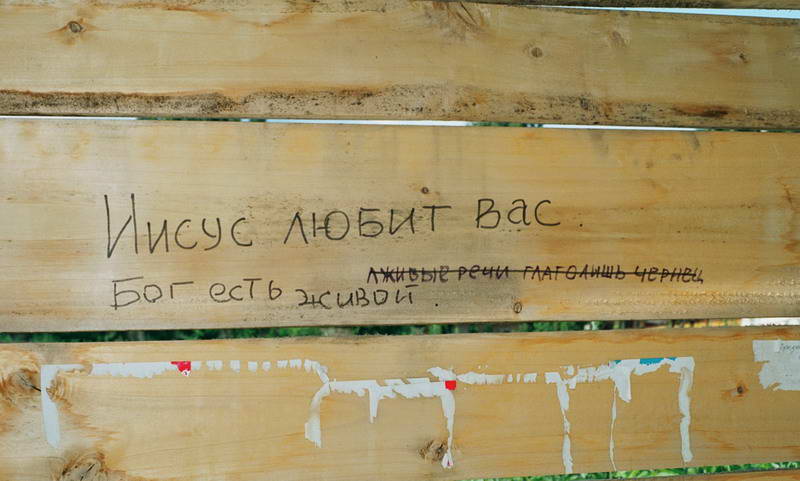 Иисус любит вас.
лживые речи глаголишь чернец
Бог есть живой.